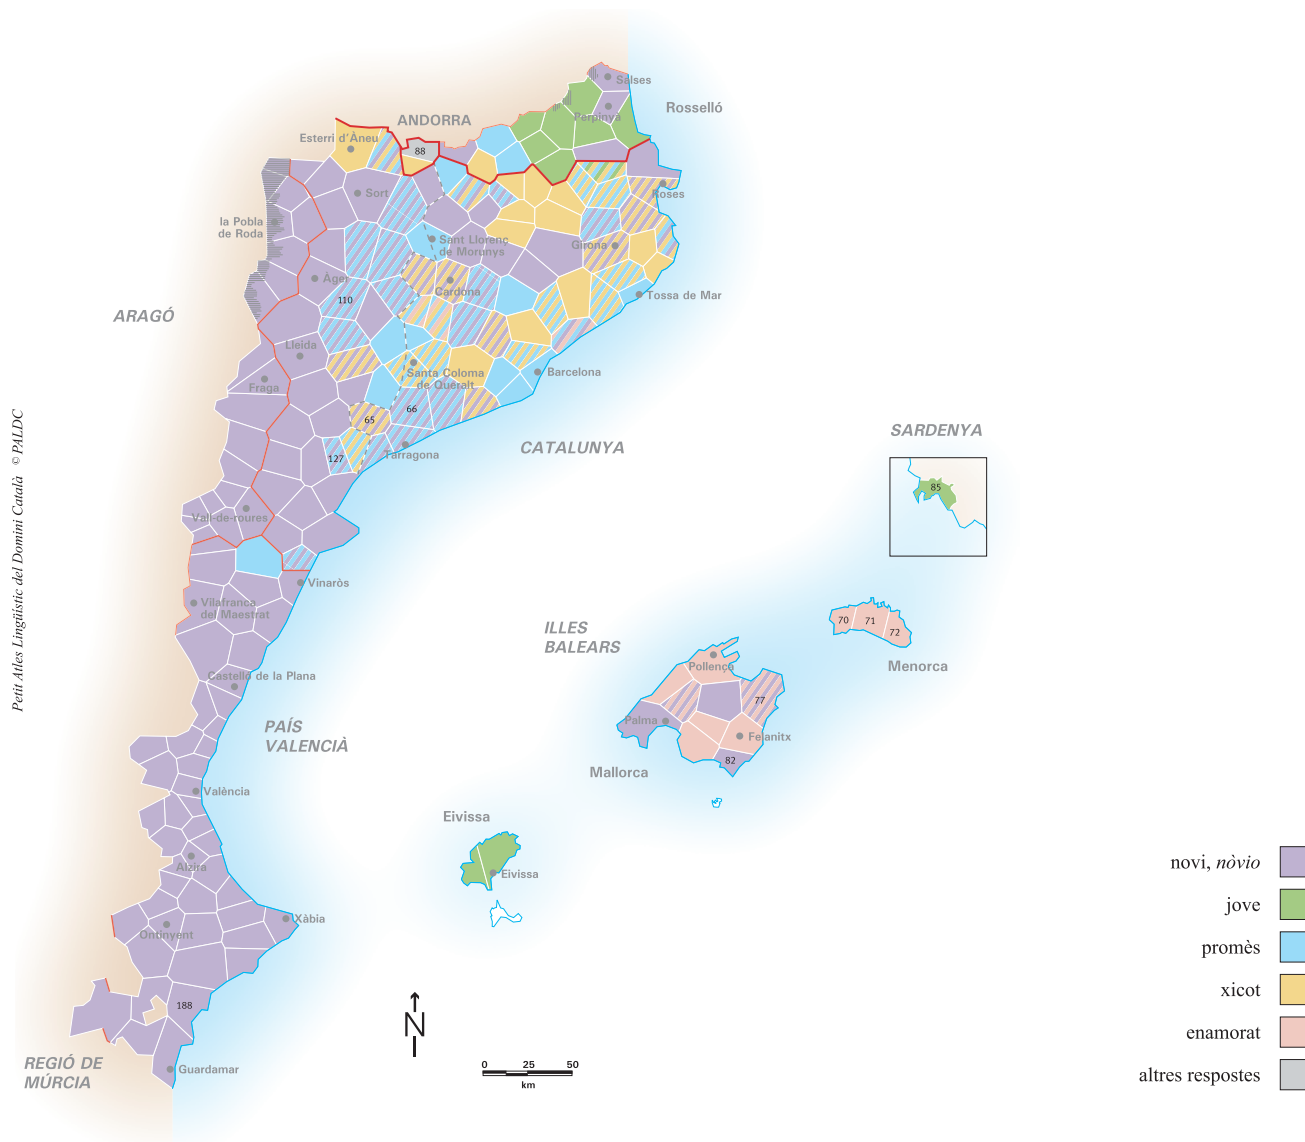 Salses
Rosselló
Perpinyà
ANDORRA
Esterri d'Àneu
88
Sort
Roses
la Pobla
de Roda
Sant Llorenç
de Morunys
Girona
Àger
Cardona
110
Tossa de Mar
ARAGÓ
Lleida
Santa Coloma
de Queralt
Barcelona
Fraga
66
65
CATALUNYA
SARDENYA
Tarragona
127
85
Petit Atles Lingüístic del Domini Català © PALDC
Vall-de-roures
Vinaròs
Vilafranca
del Maestrat
70
71
72
ILLES
BALEARS
Menorca
Pollença
Castelló de la Plana
77
Palma
Felanitx
PAÍS
VALENCIÀ
82
Mallorca
València
Eivissa
Alzira
Eivissa
novi, nòvio
jove
Xàbia
Ontinyent
promès
xicot
188
N
enamorat
REGIÓ DE
MÚRCIA
Guardamar
0 25 50
km
altres respostes